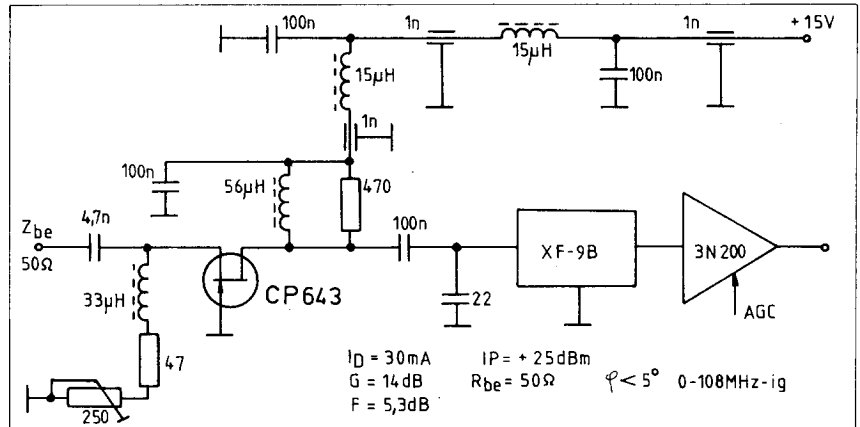 100n
1n
1n
+15V
15µH
15µH
100n
1n
100n
56µH
470
4,7n
100n
Zbe
50Ω
XF-9B
3N200
33µH
CP643
22
AGC
47
250
ID = 30mA IP = + 25dBm
G = 14dB Rbe = 50Ω φ < 5° 0-108MHz-ig
F = 5,3dB